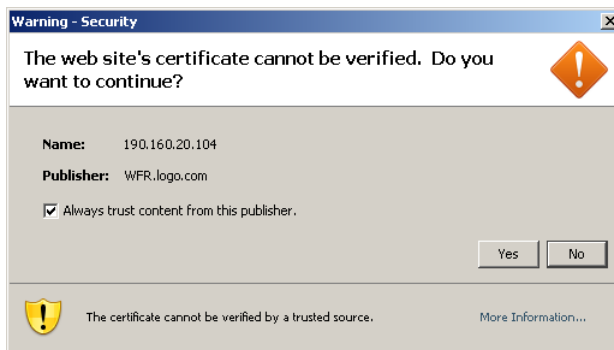 Warning - Security
The web site's certificate cannot be verified. Do you
want to continue?
Name: 190.160.20.104
Publisher: WFR.logo.com
Always trust content from this publisher.
Yes No
The certificate cannot be verified by a trusted source. More Information...